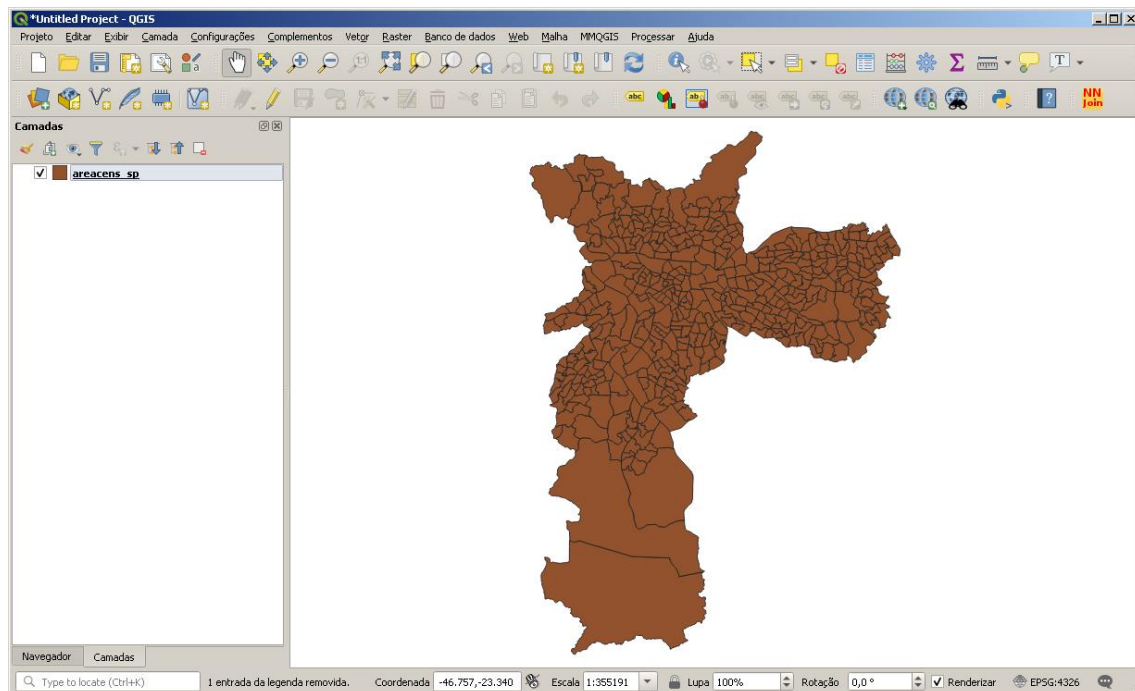 *Untitled Project - QGIS
Projeto Editar Exibir Camada Configurações Complementos Vetor Raster Banco de dados Web Malha MMQGIS Processar Ajuda
abc abc
NN
Join
Camadas
areacens_sp
Navegador Camadas
Type to locate (Ctrl+K) 1 entrada da legenda removida. Coordenada -46.757,-23.340 Escala 1:355191 Lupa 100% Rotação 0,0 ° Renderizar EPSG:4326